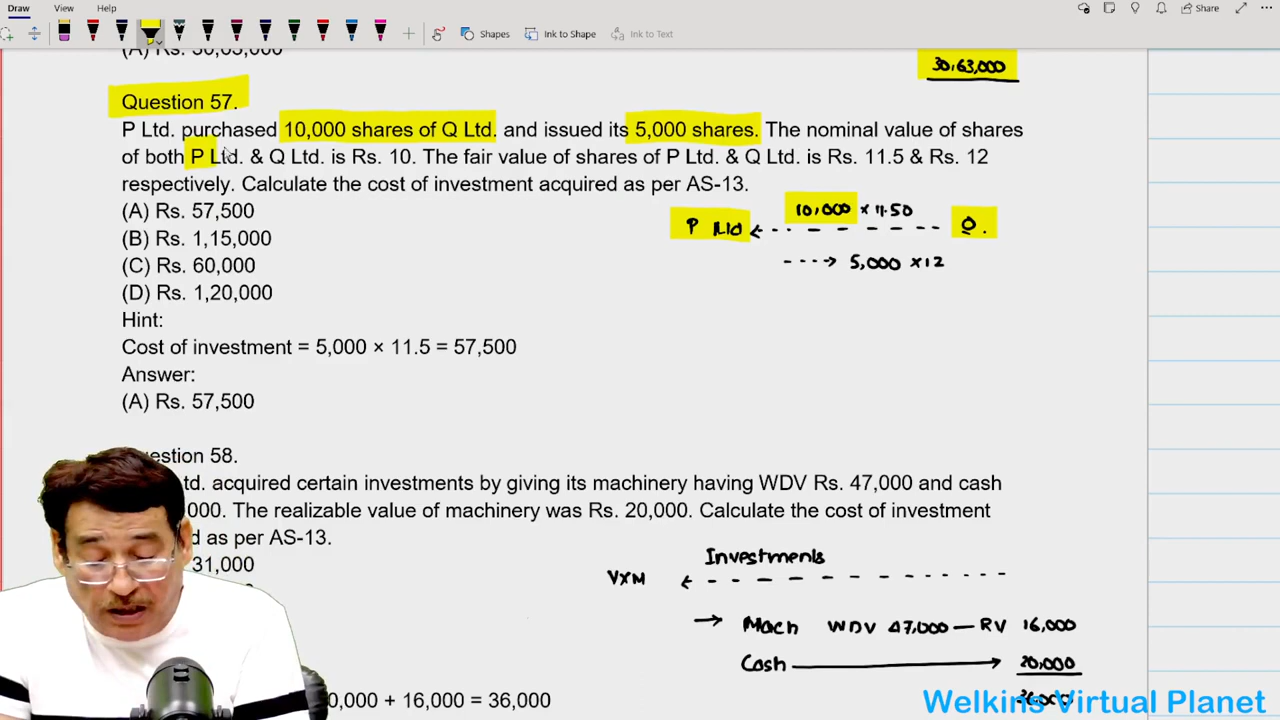 Draw View Help Share
Shapes Ink to Shape Ink to Text
30,63,000
Question 57.
P Ltd. purchased 10,000 shares of Q Ltd. and issued its 5,000 shares. The nominal value of shares
of both P Ltd. & Q Ltd. is Rs. 10. The fair value of shares of P Ltd. & Q Ltd. is Rs. 11.5 & Rs. 12
respectively. Calculate the cost of investment acquired as per AS-13.
(A) Rs. 57,500
10,000 × 11.50
P Ltd Q.
(B) Rs. 1,15,000
(C) Rs. 60,000
5,000 × 12
(D) Rs. 1,20,000
Hint:
Cost of investment = 5,000 × 11.5 = 57,500
Answer:
(A) Rs. 57,500
58.
acquired certain investments by giving its machinery having WDV Rs. 47,000 and cash
The realizable value of machinery was Rs. 20,000. Calculate the cost of investment
as per AS-13.
Investments
31,000
VXM
Mach WDV 47,000 — RV 16,000
Cash 20,000
+ 16,000 = 36,000
Welkins Virtual Planet